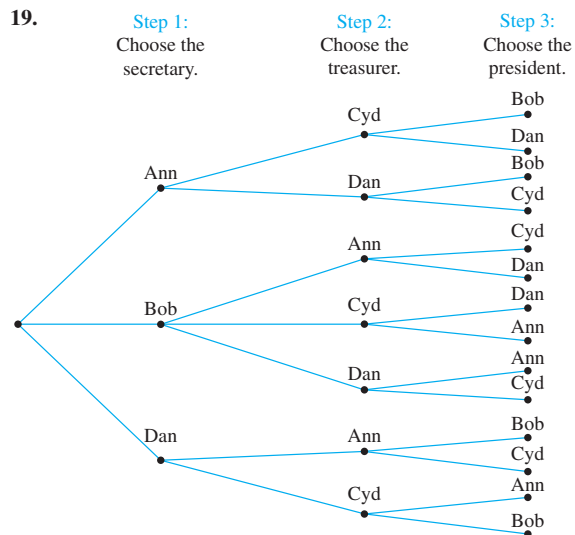 19.
Step 1:
Choose the
secretary.
Step 2:
Choose the
treasurer.
Step 3:
Choose the
president.
Ann
Cyd
Bob
Dan
Dan
Bob
Cyd
Bob
Ann
Cyd
Dan
Cyd
Dan
Ann
Dan
Ann
Cyd
Dan
Ann
Bob
Cyd
Cyd
Ann
Bob